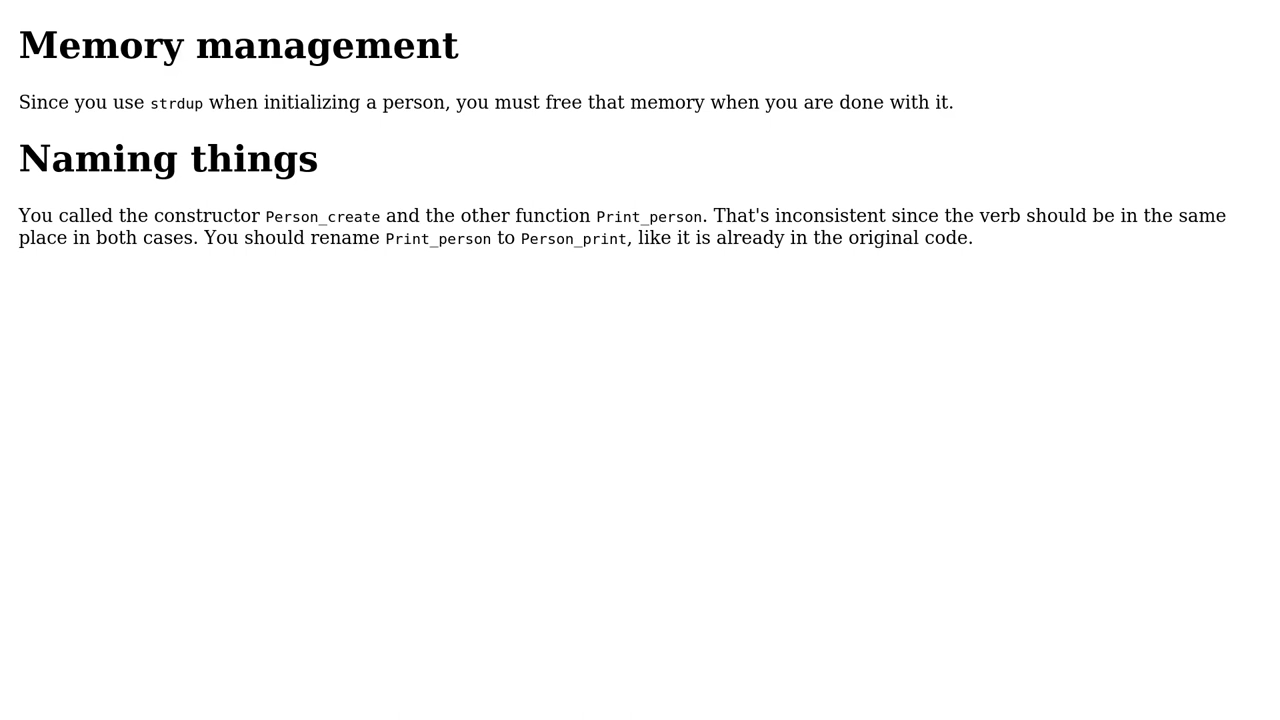 Memory management
Since you use strdup when initializing a person, you must free that memory when you are done with it.
Naming things
You called the constructor Person_create and the other function Print_person. That's inconsistent since the verb should be in the same
place in both cases. You should rename Print_person to Person_print, like it is already in the original code.